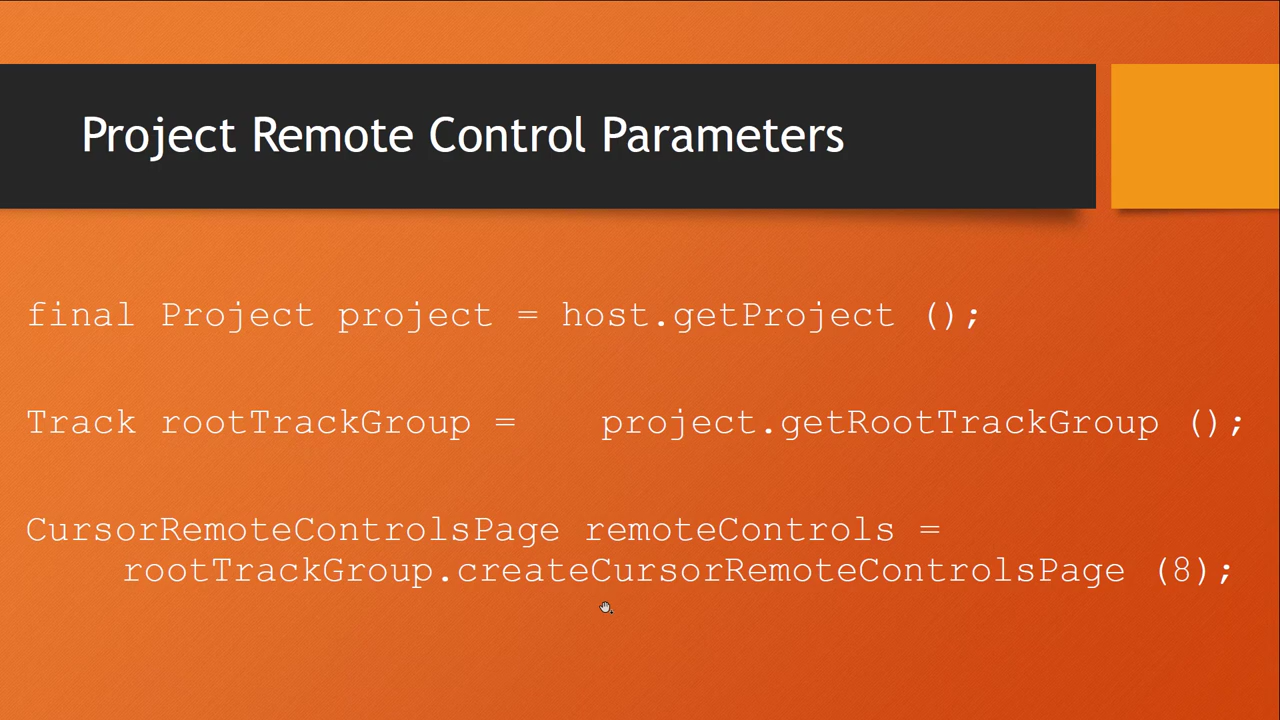 Project Remote Control Parameters
final Project project = host.getProject ();
Track rootTrackGroup = project.getRootTrackGroup ();
CursorRemoteControlsPage remoteControls =
rootTrackGroup.createCursorRemoteControlsPage (8);